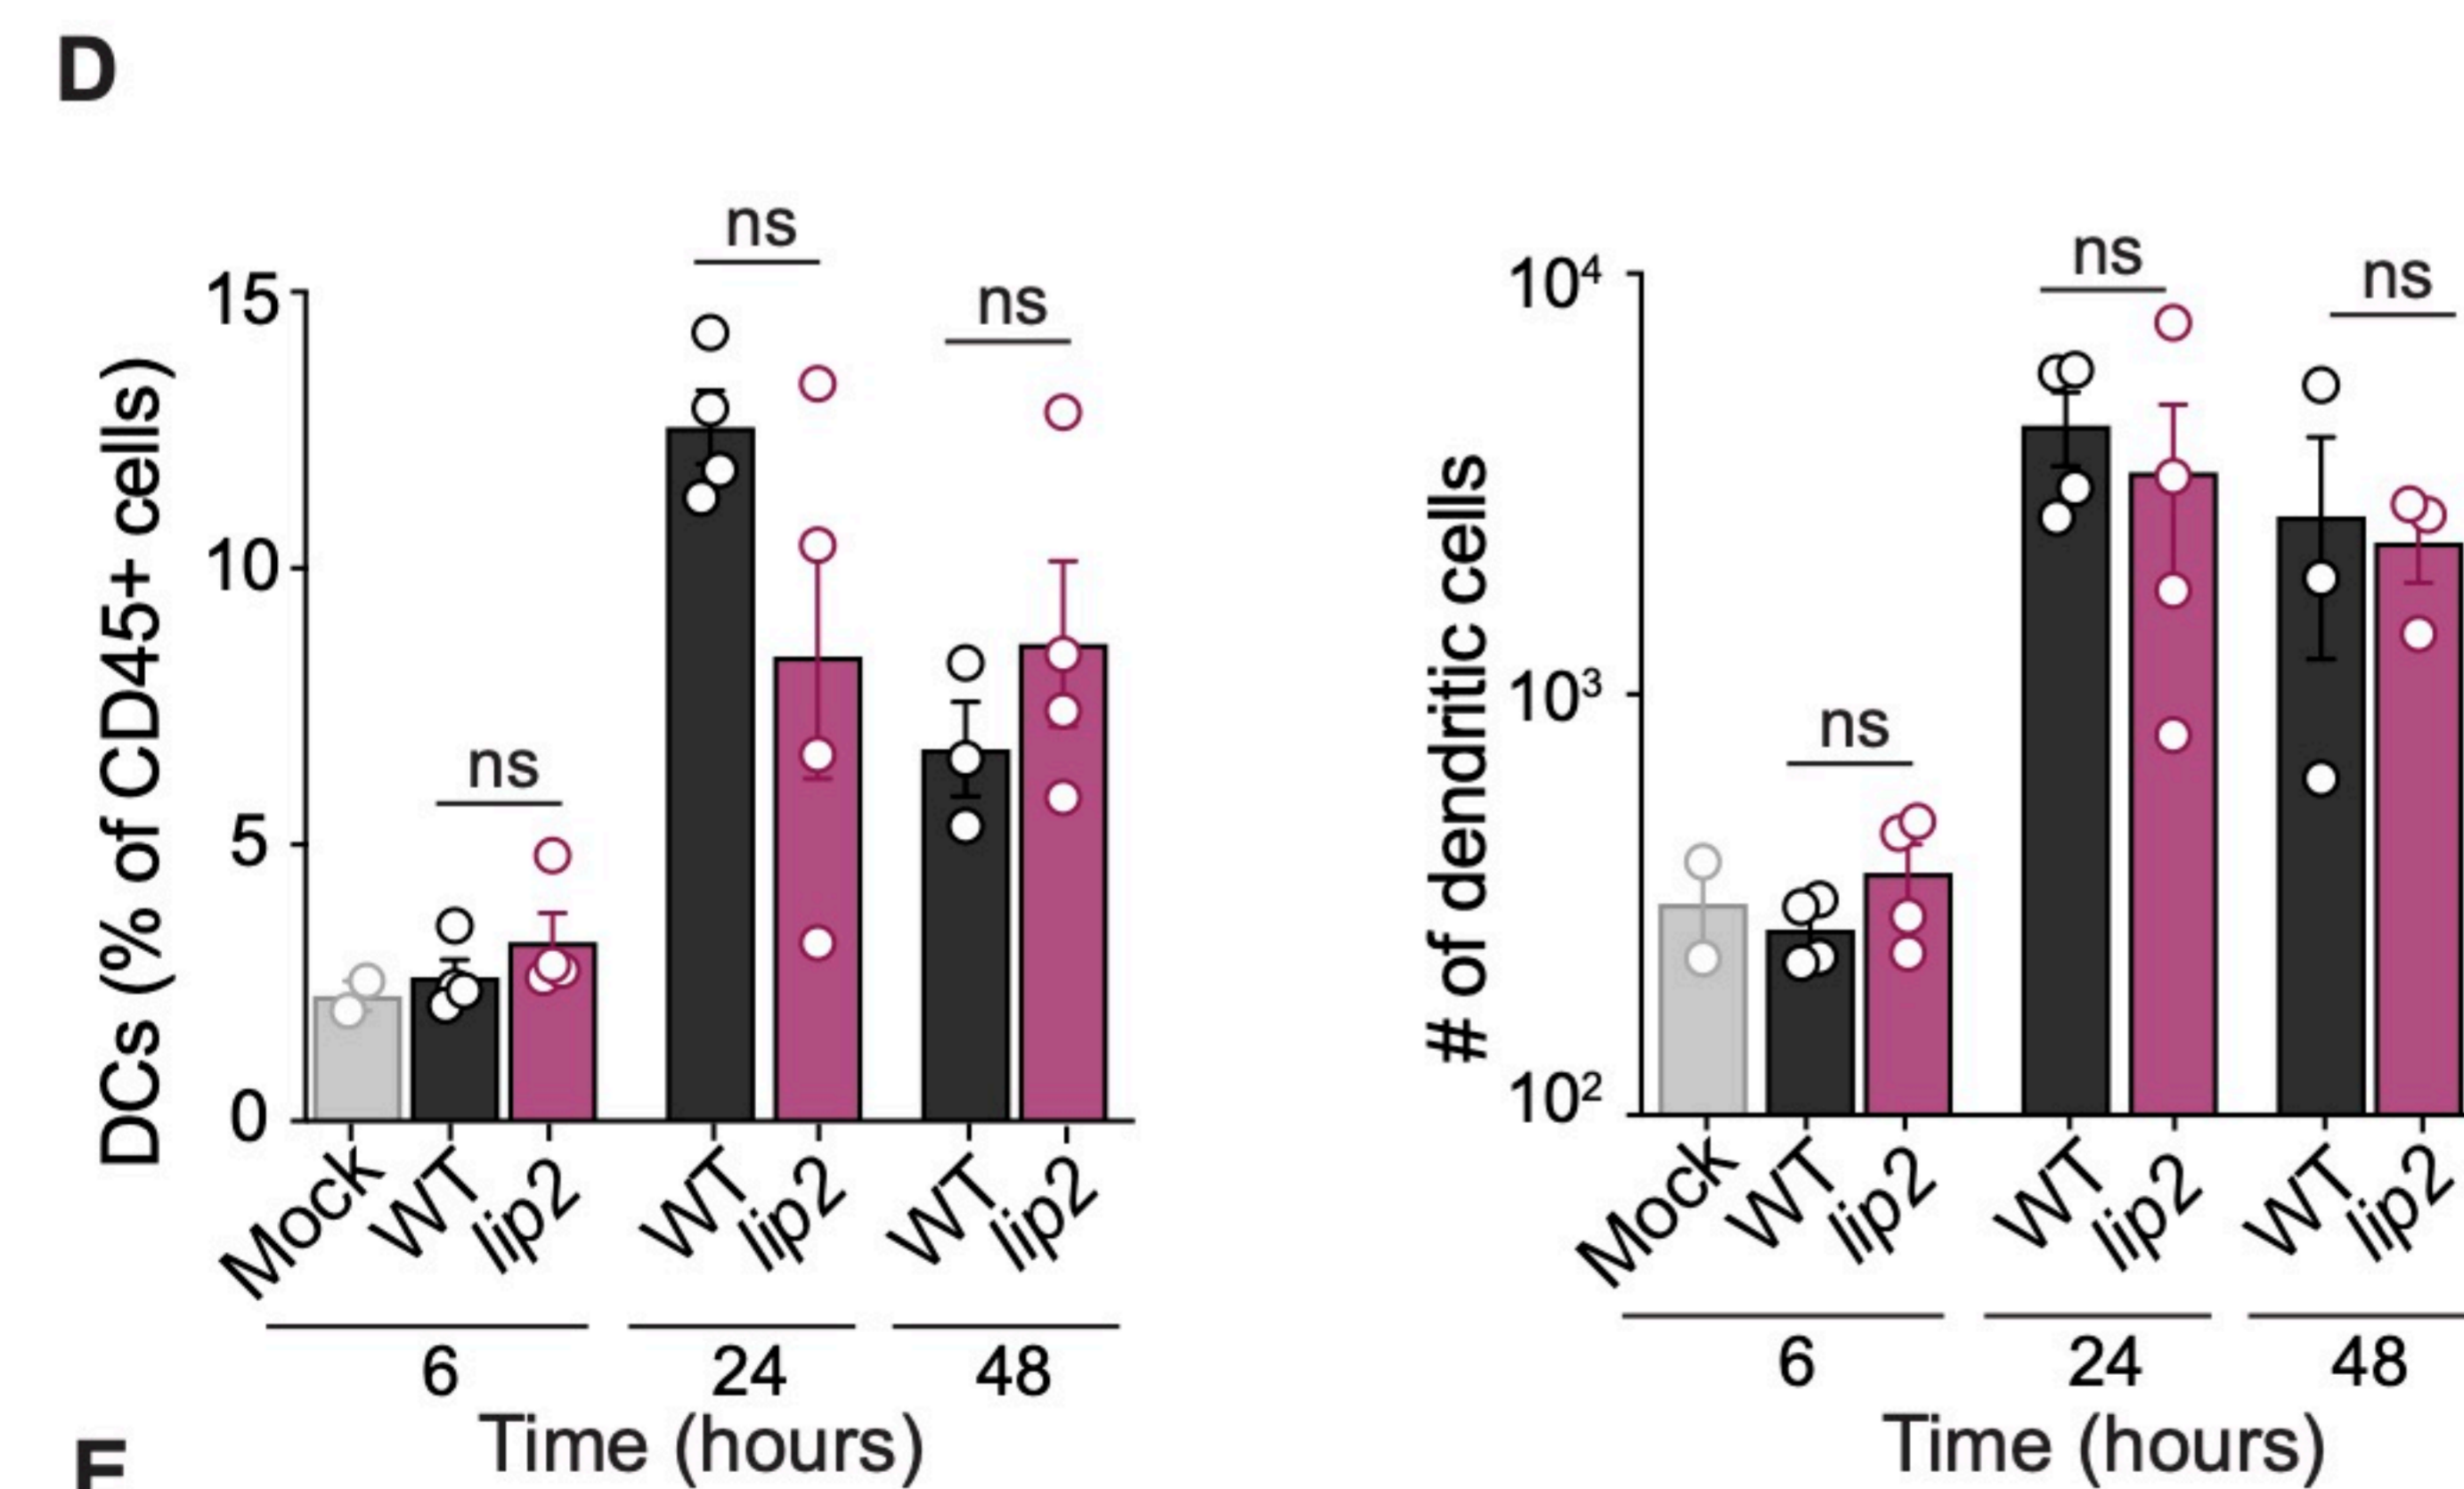 D
ns
ns
ns
15
10
5
0
DCs (% of CD45+ cells)
Mock
WT
lip2
WT
lip2
WT
lip2
6
24
48
Time (hours)
ns
ns
ns
10⁴
10³
10²
# of dendritic cells
Mock
WT
lip2
WT
lip2
WT
lip2
6
24
48
Time (hours)